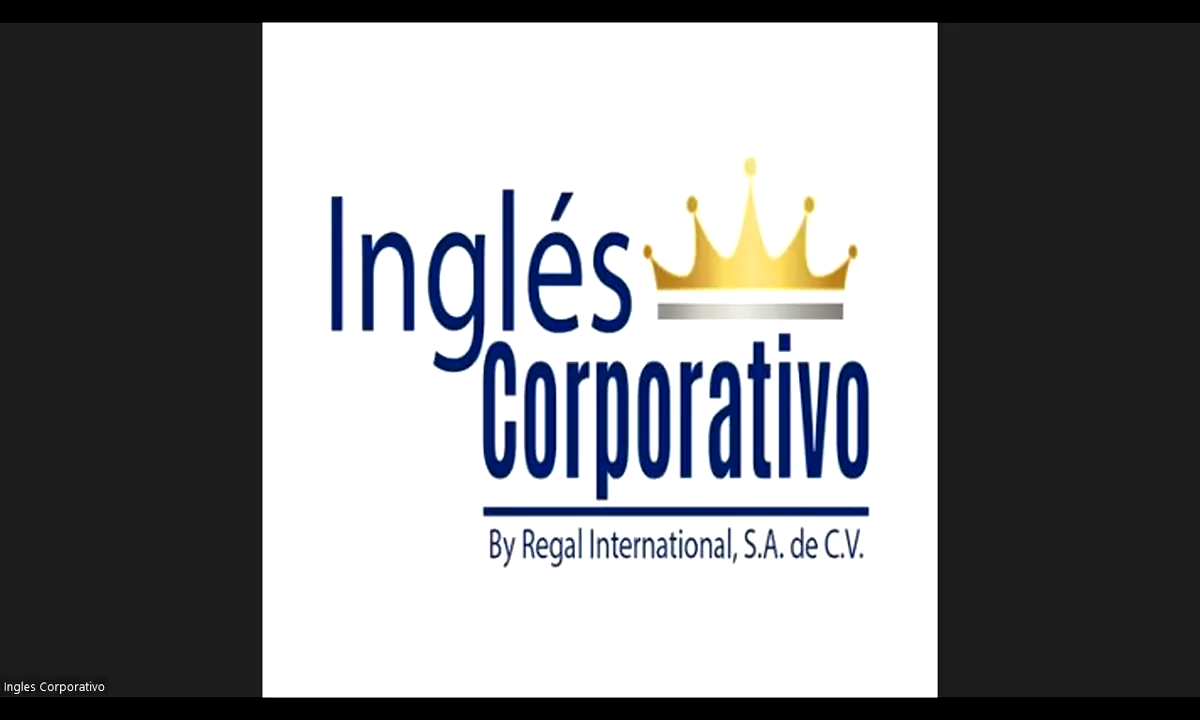 Inglés
Corporativo
By Regal International, S.A. de C.V.
Ingles Corporativo